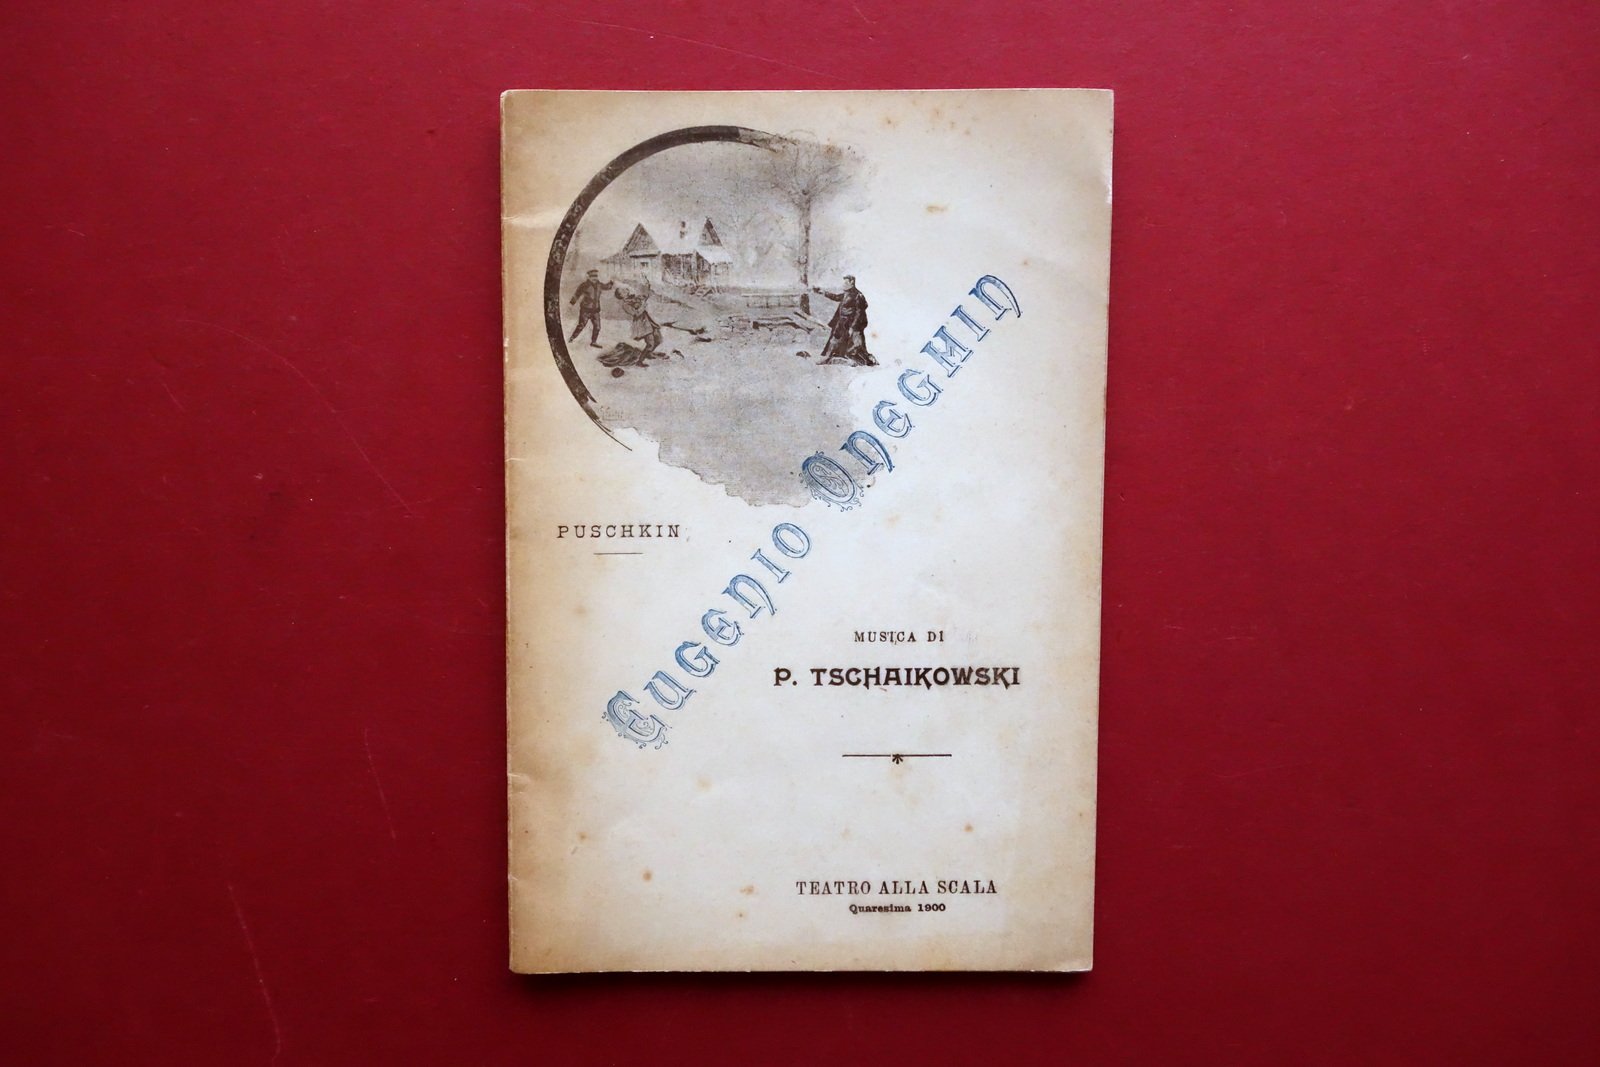 PUSCHKIN
EUGENIO ONEGHIN
MUSICA DI
P. TSCHAIKOWSKI
TEATRO ALLA SCALA
Quaresima 1900